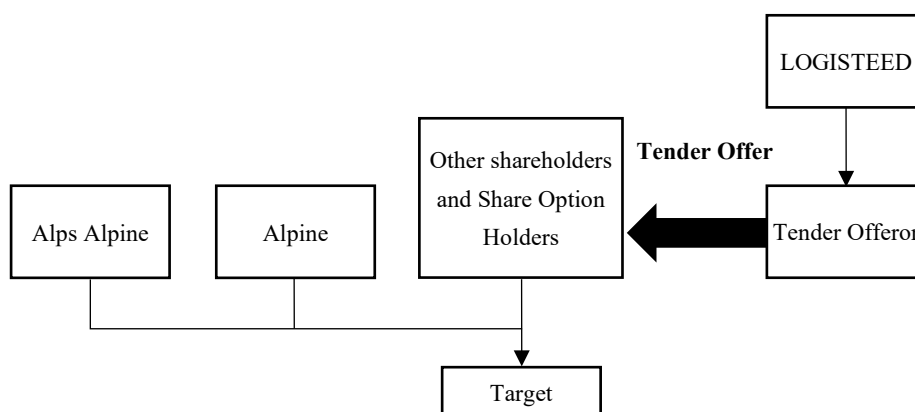 LOGISTEED
Tender Offer
Other shareholders
and Share Option
Holders
Alps Alpine
Alpine
Tender Offeror
Target